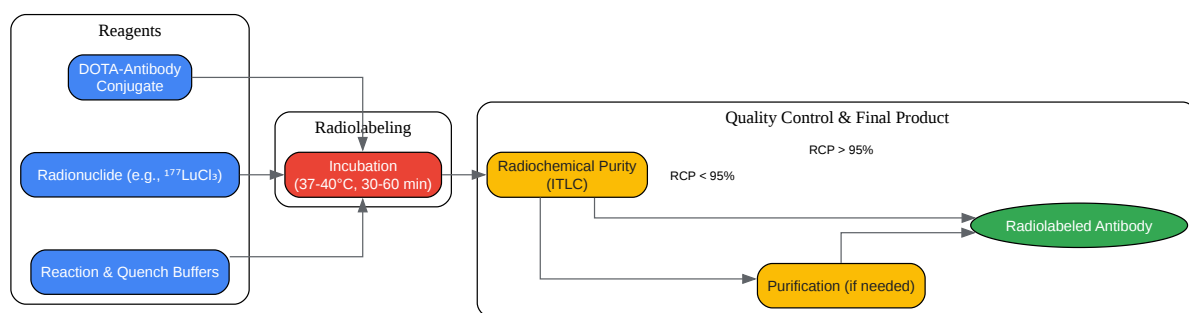 Reagents
DOTA-Antibody
Conjugate
Radionuclide (e.g., ¹⁷⁷LuCl₃)
Reaction & Quench Buffers
Radiolabeling
Incubation
(37-40°C, 30-60 min)
Quality Control & Final Product
RCP > 95%
Radiochemical Purity
(ITLC)
RCP < 95%
Radiolabeled Antibody
Purification (if needed)